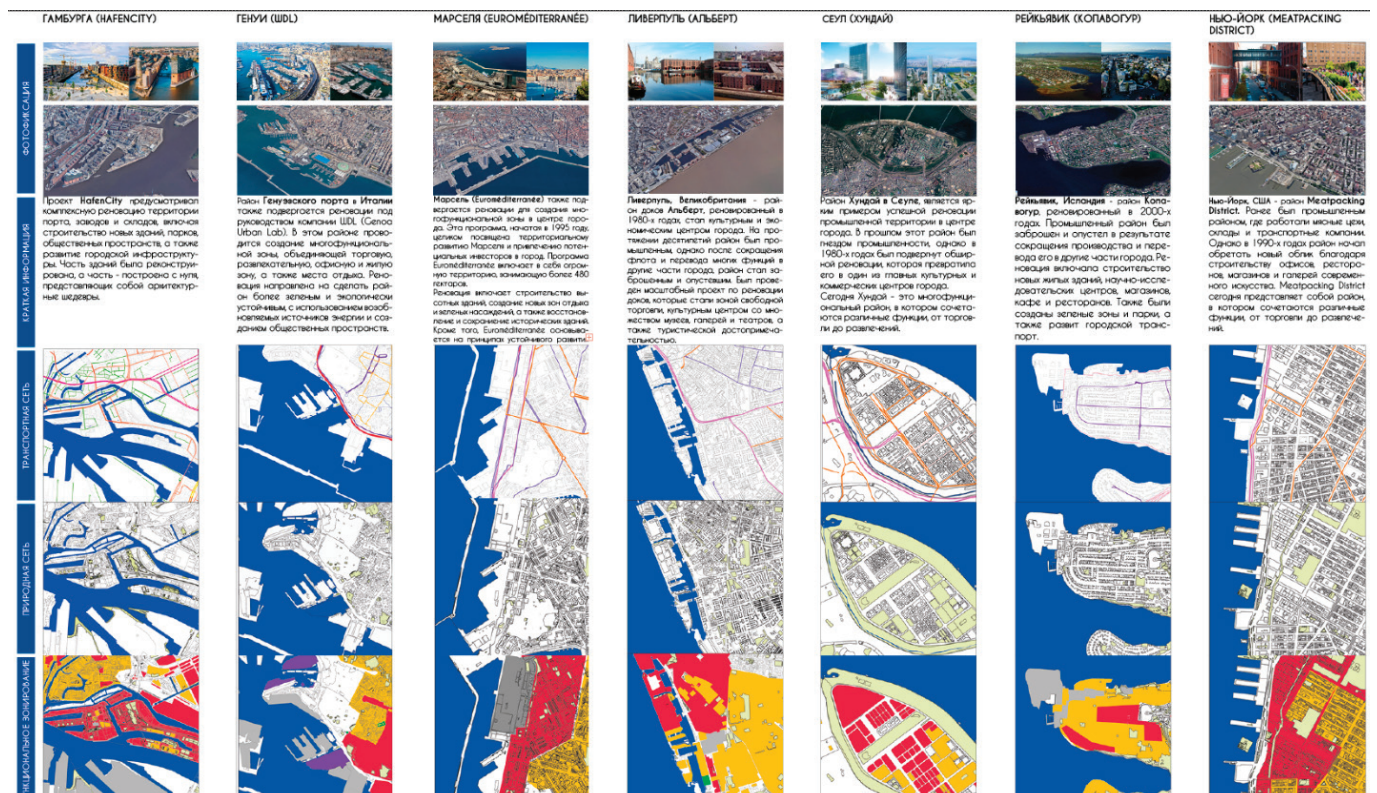 ГАМБУРГА (HAFENCITY)
ГЕНУИ (WDL)
МАРСЕЛЯ (EUROMÉDITERRANÉE)
ЛИВЕРПУЛЬ (АЛЬБЕРТ)
СЕУЛ (ХУНДАЙ)
РЕЙКЬЯВИК (КОПАВОГУР)
НЬЮ-ЙОРК (MEATPACKING
DISTRICT)
ФОТОФИКСАЦИЯ
КРАТКАЯ ИНФОРМАЦИЯ
Проект HafenCity предусматривал
комплексную реновацию территории
порта, заводов и складов, включая
строительство новых зданий, парков,
общественных пространств, а также
развитие городской инфраструкту-
ры. Часть зданий была реконструи-
рована, а часть - построена с нуля,
представляющих собой архитектур-
ные шедевры.
Район Генуэзского порта в Италии
также подвергается реновации под
руководством компании WDL (Genoa
Urban Lab). В этом районе прово-
дится создание многофункциональ-
ной зоны, объединяющей торговую,
развлекательную, офисную и жилую
зону, а также места отдыха. Рено-
вация направлена на сделать рай-
он более зеленым и экологически
устойчивым, с использованием возоб-
новляемых источников энергии и соз-
данием общественных пространств.
Марсель (Euroméditerranée) также под-
вергается реновации для создания мно-
гофункциональной зоны в центре горо-
да. Эта программа, начатая в 1995 году,
целиком посвящена территориальному
развитию Марселя и привлечению потен-
циальных инвесторов в город. Программа
Euroméditerranée включает в себя огром-
ную территорию, занимающую более 480
гектаров.
Реновация включает строительство вы-
сотных зданий, создание новых зон отдыха
и зеленых насаждений, а также восстанов-
ление и сохранение исторических зданий.
Кроме того, Euroméditerranée основыва-
ется на принципах устойчивого развити
Ливерпуль, Великобритания - рай-
он доков Альберт, реновированный в
1980-х годах, стал культурным и эко-
номическим центром города. На про-
тяжении десятилетий район был про-
мышленным, однако после сокращения
флота и перевода многих функций в
другие части города, район стал за-
брошенным и опустевшим. Был прове-
ден масштабный проект по реновации
доков, которые стали зоной свободной
торговли, культурным центром со мно-
жеством музеев, галерей и театров, а
также туристической достопримеча-
тельностью.
Район Хундай в Сеуле, является яр-
ким примером успешной реновации
промышленной территории в центре
города. В прошлом этот район был
гнездом промышленности, однако в
1980-х годах был подвергнут обшир-
ной реновации, которая превратила
его в один из главных культурных и
коммерческих центров города.
Сегодня Хундай - это многофункци-
ональный район, в котором сочета-
ются различные функции, от торгов-
ли до развлечений.
Рейкьявик, Исландия - район Копа-
вогур, реновированный в 2000-х
годах. Промышленный район был
заброшен и опустел в результате
сокращения производства и пере-
вода его в другие части города. Ре-
новация включала строительство
новых жилых зданий, научно-иссле-
довательских центров, магазинов,
кафе и ресторанов. Также были
созданы зеленые зоны и парки, а
также развит городской транс-
порт.
Нью-Йорк, США - район Meatpacking
District. Ранее был промышленным
районом, где работали мясные цехи,
склады и транспортные компании.
Однако в 1990-х годах район начал
обретать новый облик благодаря
строительству офисов, ресторо-
нов, магазинов и галерей современ-
ного искусства. Meatpacking District
сегодня представляет собой район,
в котором сочетаются различные
функции, от торговли до развлече-
ний.
ТРАНСПОРТНАЯ СЕТЬ
ПРИРОДНАЯ СЕТЬ
НКЦИОНАЛЬНОЕ ЗОНИРОВАНИЕ